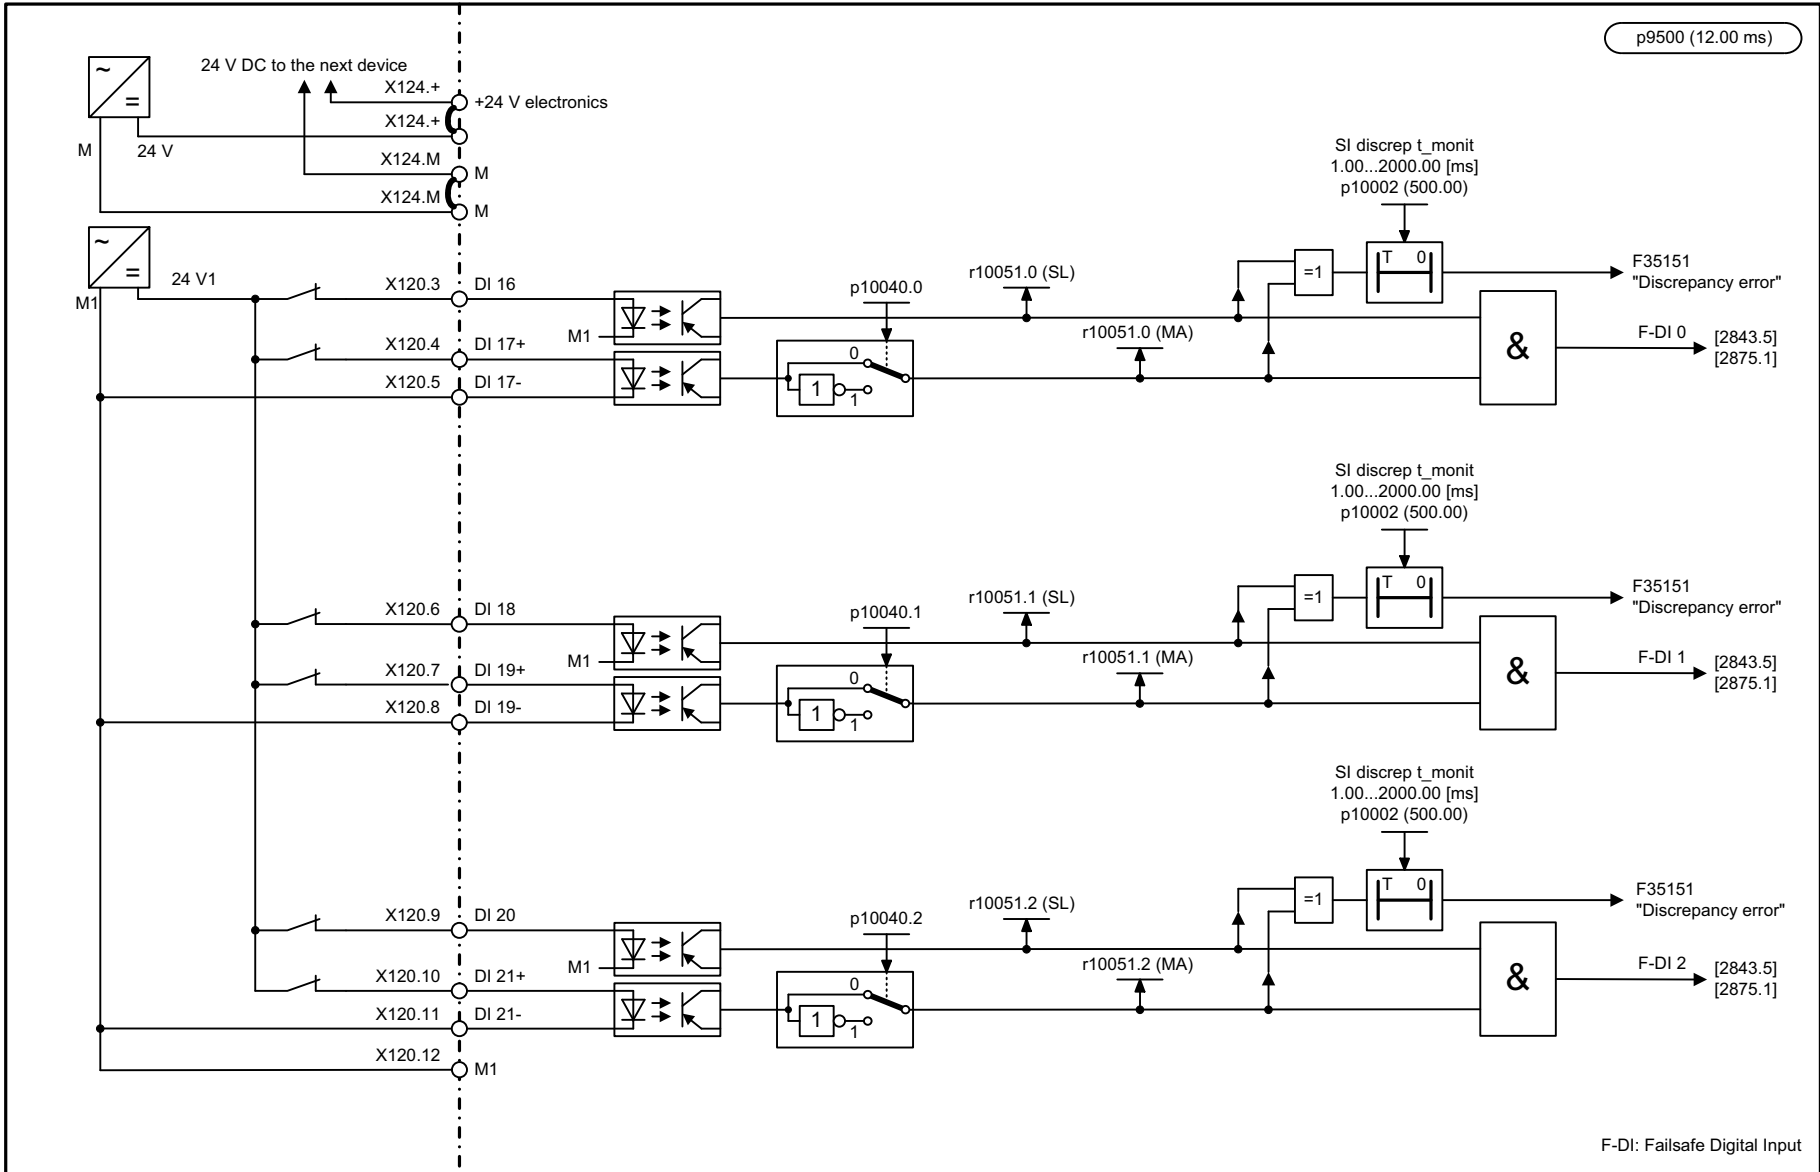 p9500 (12.00 ms)
24 V DC to the next device
~
=
X124.+
+24 V electronics
X124.+
M
24 V
X124.M
M
X124.M
M
~
=
24 V1
M1
SI discrep t_monit
1.00...2000.00 [ms]
p10002 (500.00)
T 0
=1
F35151
"Discrepancy error"
X120.3
DI 16
M1
r10051.0 (SL)
p10040.0
r10051.0 (MA)
X120.4
DI 17+
X120.5
DI 17-
0
1
1
&
F-DI 0
[2843.5]
[2875.1]
SI discrep t_monit
1.00...2000.00 [ms]
p10002 (500.00)
T 0
=1
F35151
"Discrepancy error"
X120.6
DI 18
M1
r10051.1 (SL)
p10040.1
r10051.1 (MA)
X120.7
DI 19+
X120.8
DI 19-
0
1
1
&
F-DI 1
[2843.5]
[2875.1]
SI discrep t_monit
1.00...2000.00 [ms]
p10002 (500.00)
T 0
=1
F35151
"Discrepancy error"
X120.9
DI 20
M1
r10051.2 (SL)
p10040.2
r10051.2 (MA)
X120.10
DI 21+
X120.11
DI 21-
0
1
1
&
F-DI 2
[2843.5]
[2875.1]
X120.12
M1
F-DI: Failsafe Digital Input